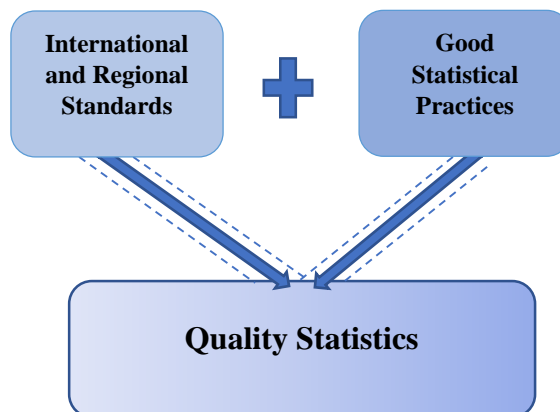 International
and Regional
Standards
Good
Statistical
Practices
Quality Statistics